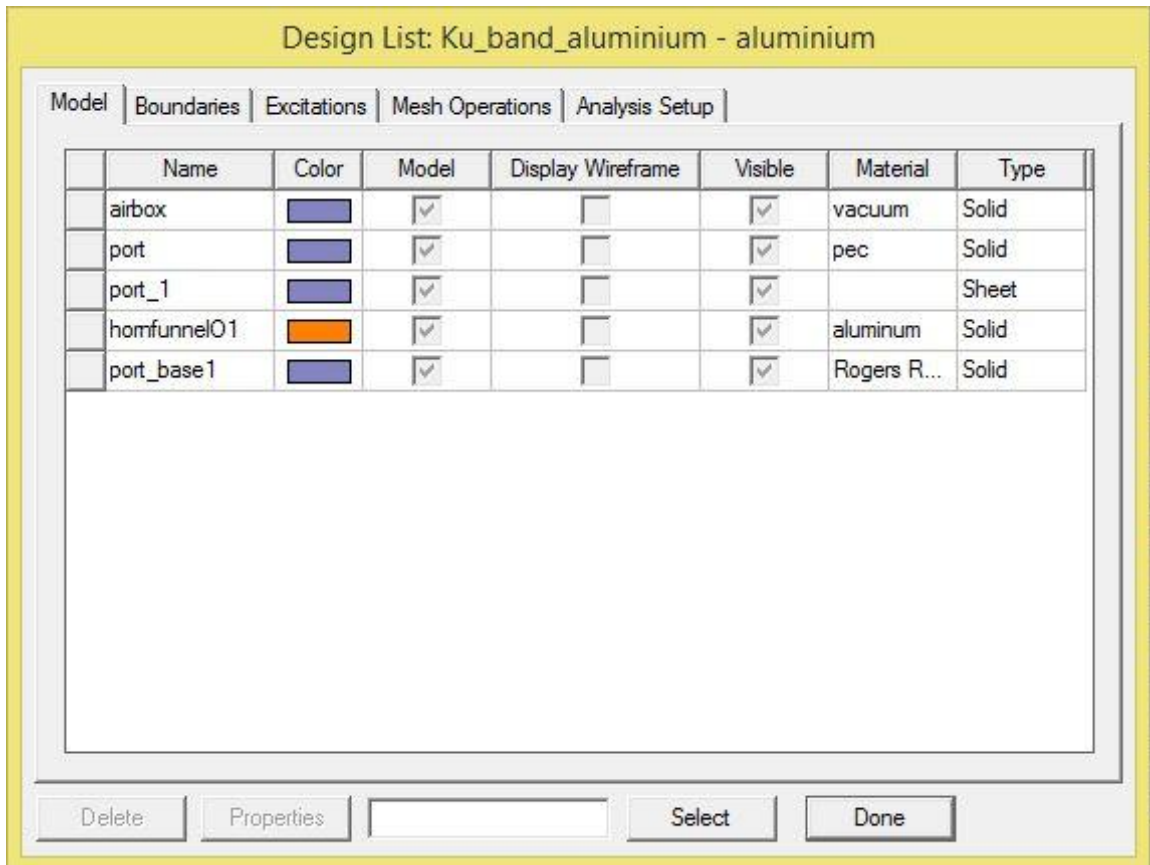 Design List: Ku_band_aluminium - aluminium
Model Boundaries Excitations Mesh Operations Analysis Setup
Name Color Model Display Wireframe Visible Material Type
airbox vacuum Solid
port pec Solid
port_1 Sheet
hornfunnelO1 aluminum Solid
port_base1 Rogers R... Solid
Delete Properties Select Done